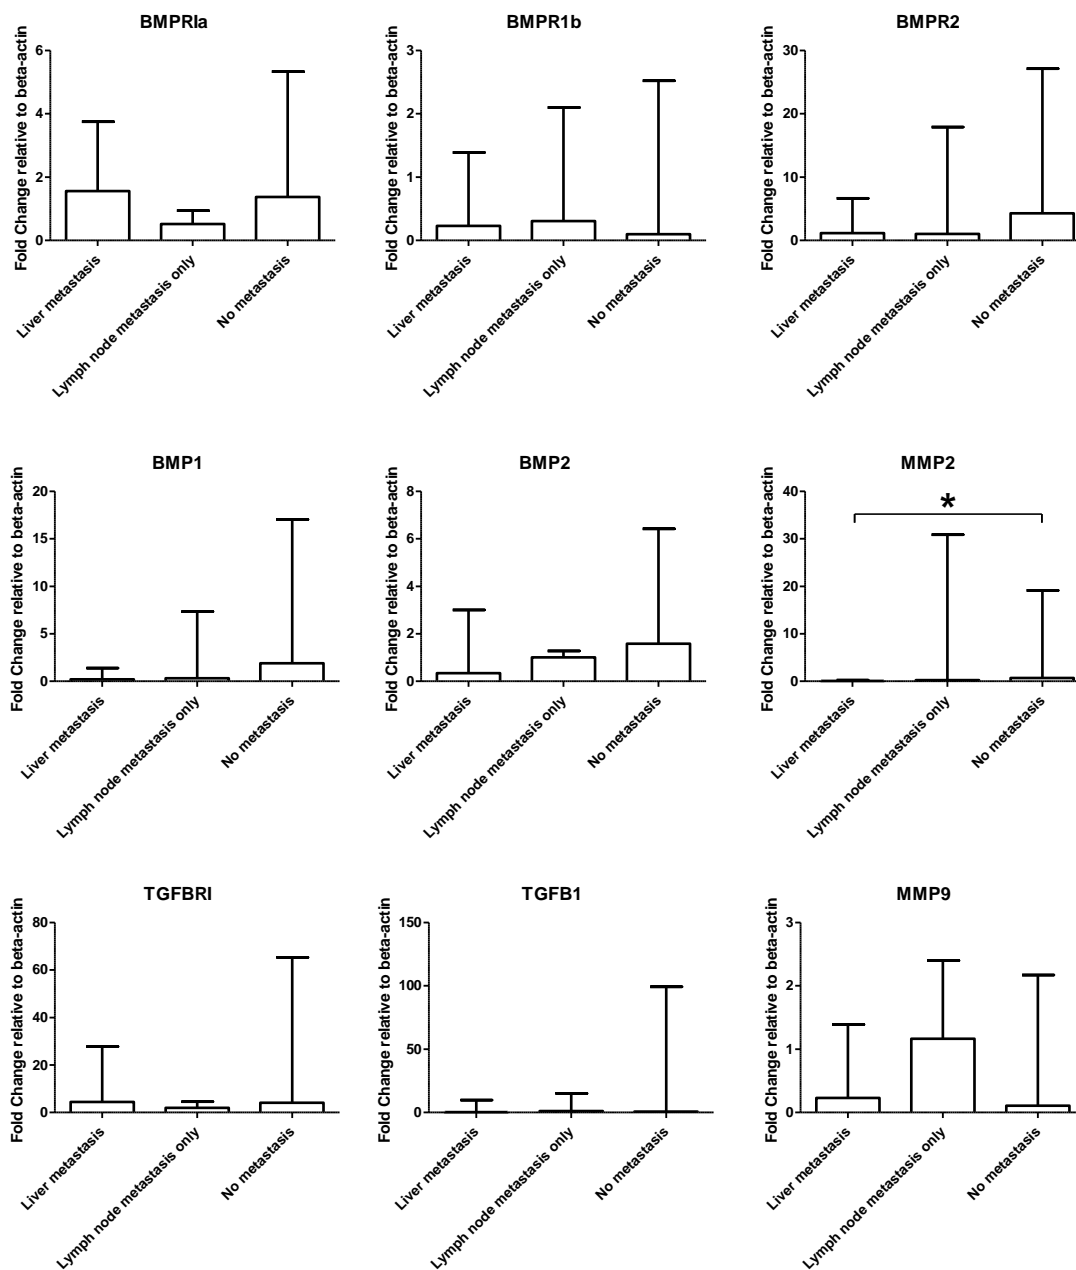 BMPRIa
Fold Change relative to beta-actin
6
4
2
0
Liver metastasis
Lymph node metastasis only
No metastasis
BMPR1b
Fold Change relative to beta-actin
3
2
1
0
Liver metastasis
Lymph node metastasis only
No metastasis
BMPR2
Fold Change relative to beta-actin
30
20
10
0
Liver metastasis
Lymph node metastasis only
No metastasis
BMP1
Fold Change relative to beta-actin
20
15
10
5
0
Liver metastasis
Lymph node metastasis only
No metastasis
BMP2
Fold Change relative to beta-actin
8
6
4
2
0
Liver metastasis
Lymph node metastasis only
No metastasis
MMP2
Fold Change relative to beta-actin
40
30
20
10
0
*
Liver metastasis
Lymph node metastasis only
No metastasis
TGFBRI
Fold Change relative to beta-actin
80
60
40
20
0
Liver metastasis
Lymph node metastasis only
No metastasis
TGFB1
Fold Change relative to beta-actin
150
100
50
0
Liver metastasis
Lymph node metastasis only
No metastasis
MMP9
Fold Change relative to beta-actin
3
2
1
0
Liver metastasis
Lymph node metastasis only
No metastasis